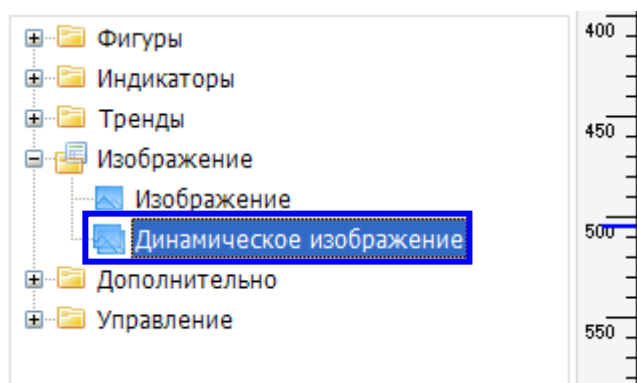 Фигуры
Индикаторы
Тренды
Изображение
Изображение
Динамическое изображение
Дополнительно
Управление
400
450
500
550